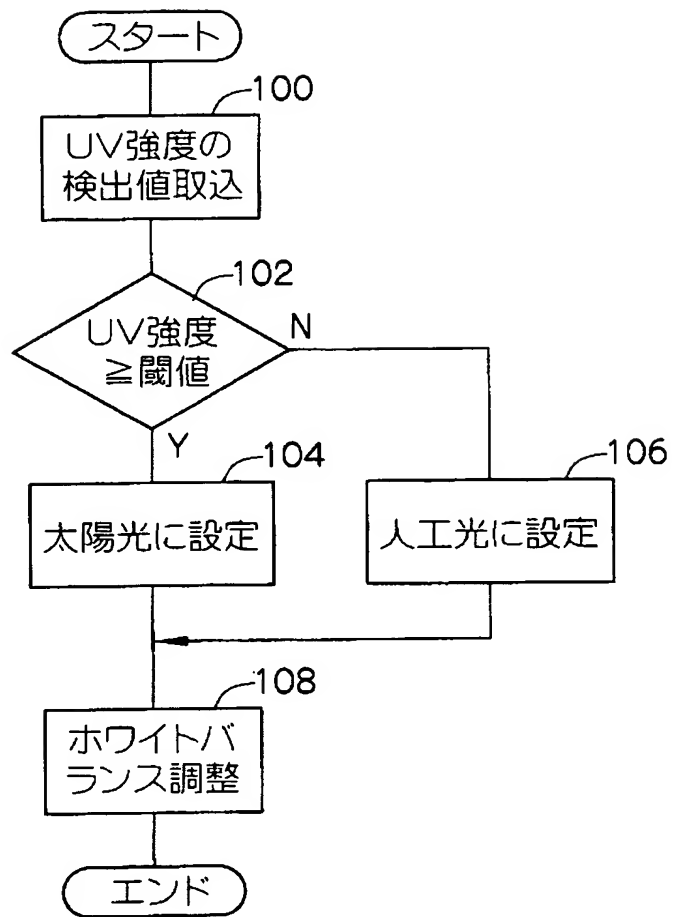 スタート
100
UV強度の
検出値取込
102
UV強度
≧閾値
N
Y
104
太陽光に設定
106
人工光に設定
108
ホワイトバ
ランス調整
エンド